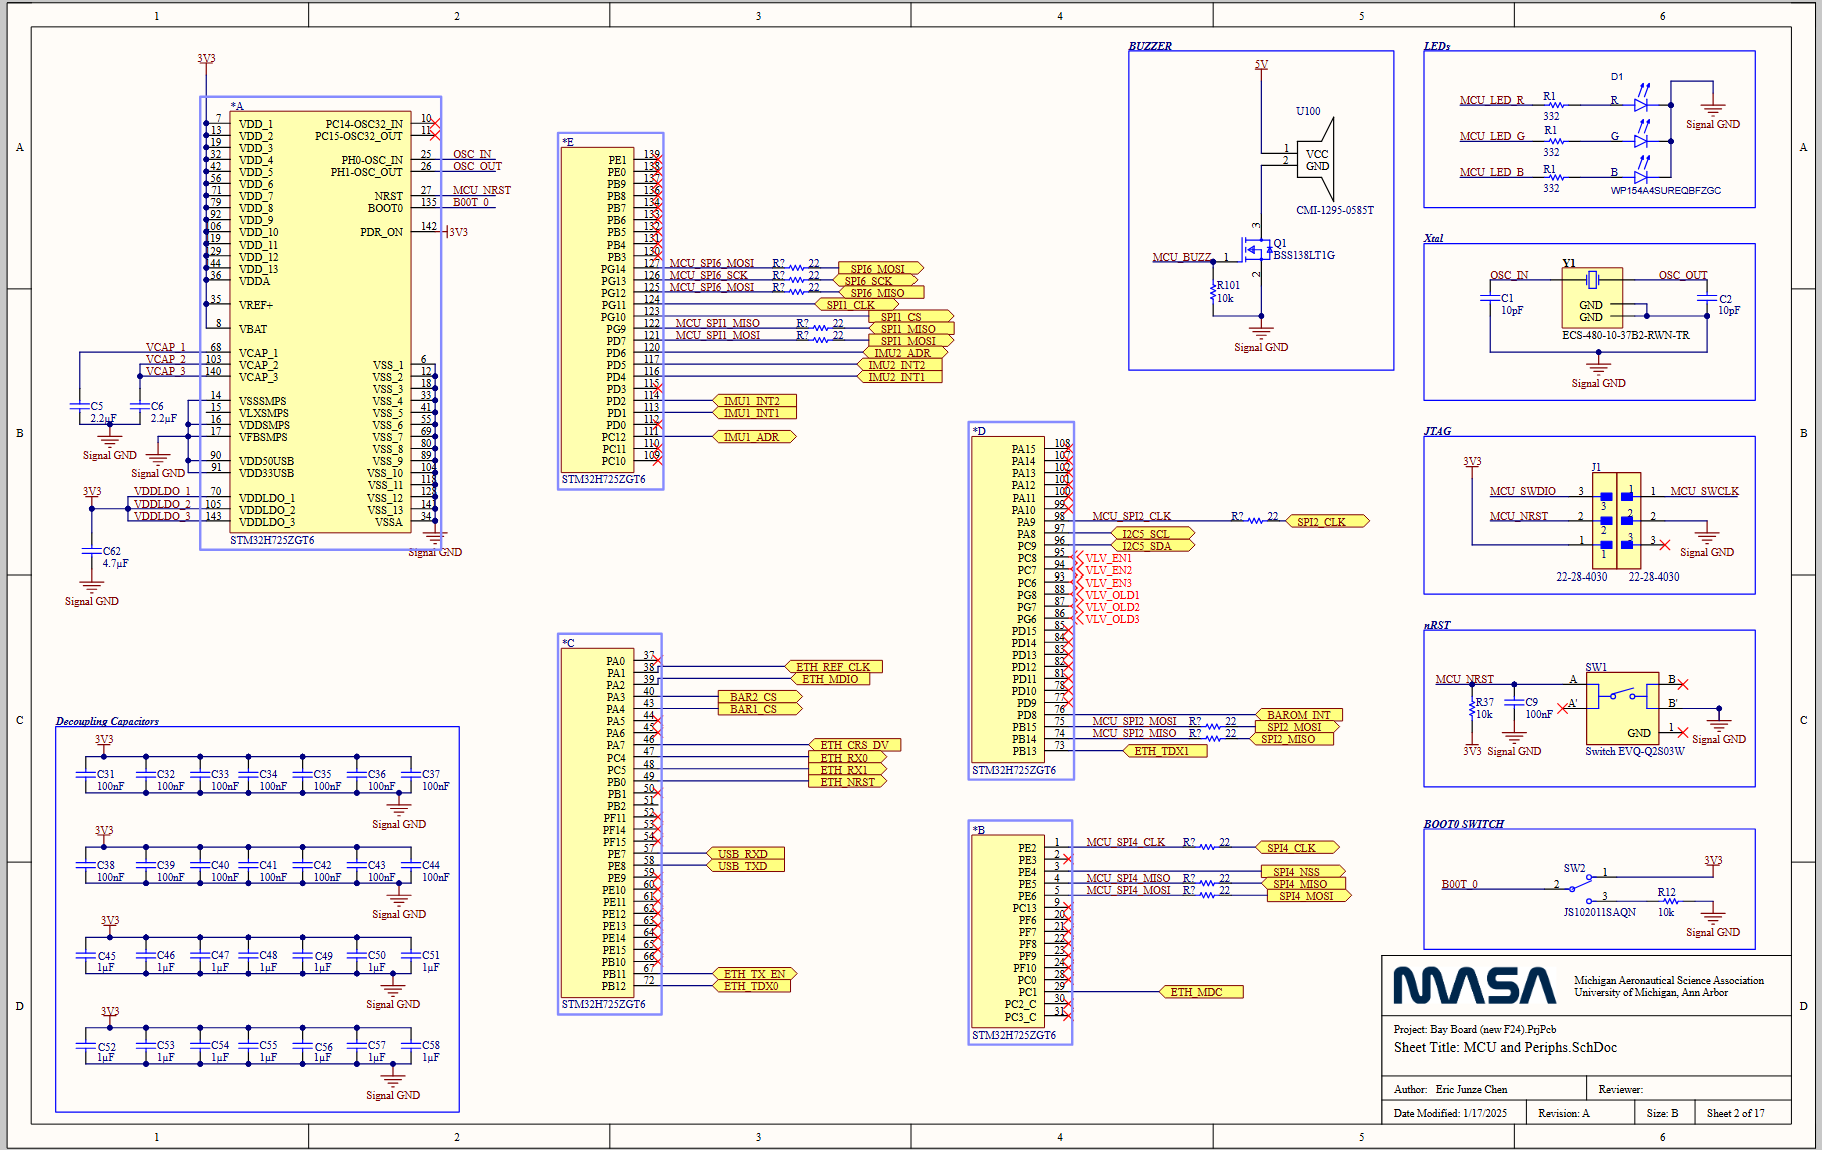 1 2 3 4 5 6
A
B
C
D
3V3
*A
7 VDD_1
13 VDD_2
19 VDD_3
32 VDD_4
42 VDD_5
56 VDD_6
71 VDD_7
79 VDD_8
92 VDD_9
06 VDD_10
19 VDD_11
29 VDD_12
44 VDD_13
36 VDDA
35 VREF+
8 VBAT
VCAP_1 68 VCAP_1
VCAP_2 103 VCAP_2
VCAP_3 140 VCAP_3
14 VSSSMPS
15 VLXSMPS
16 VDDSMPS
17 VFBSMPS
90 VDD50USB
91 VDD33USB
VDDLDO_1 70 VDDLDO_1
VDDLDO_2 105 VDDLDO_2
VDDLDO_3 143 VDDLDO_3
PC14-OSC32_IN 10
PC15-OSC32_OUT 11
PH0-OSC_IN 25 OSC_IN
PH1-OSC_OUT 26 OSC_OUT
NRST 27 MCU_NRST
BOOT0 135 B00T_0
PDR_ON 142 3V3
VSS_1 6
VSS_2 12
VSS_3 18
VSS_4 33
VSS_5 41
VSS_6 55
VSS_7 69
VSS_8 80
VSS_9 89
VSS_10 104
VSS_11 118
VSS_12 128
VSS_13 14
VSSA 34
STM32H725ZGT6
Signal GND
C5
2.2µF
C6
2.2µF
Signal GND
Signal GND
3V3
C62
4.7µF
Signal GND
*E
PE1 139
PE0 138
PB9 137
PB8 136
PB7 134
PB6 133
PB5 132
PB4 131
PB3 130
PG14 127 MCU_SPI6_MOSI R? 22 SPI6_MOSI
PG13 126 MCU_SPI6_SCK R? 22 SPI6_SCK
PG12 125 MCU_SPI6_MOSI R? 22 SPI6_MISO
PG11 124 SPI1_CLK
PG10 123 SPI1_CS
PG9 122 MCU_SPI1_MISO R? 22 SPI1_MISO
PD7 121 MCU_SPI1_MOSI R? 22 SPI1_MOSI
PD6 120 IMU2_ADR
PD5 117 IMU2_INT2
PD4 116 IMU2_INT1
PD3 115
PD2 114 IMU1_INT2
PD1 113 IMU1_INT1
PD0 112
PC12 111 IMU1_ADR
PC11 110
PC10 109
STM32H725ZGT6
*C
PA0 37
PA1 38 ETH_REF_CLK
PA2 39 ETH_MDIO
PA3 40 BAR2_CS
PA4 43 BAR1_CS
PA5 44
PA6 45
PA7 46 ETH_CRS_DV
PC4 47 ETH_RX0
PC5 48 ETH_RX1
PB0 49 ETH_NRST
PB1 50
PB2 51
PF11 52
PF14 53
PF15 54
PE7 57 USB_RXD
PE8 58 USB_TXD
PE9 59
PE10 60
PE11 61
PE12 62
PE13 63
PE14 64
PE15 65
PB10 66
PB11 67 ETH_TX_EN
PB12 72 ETH_TDX0
STM32H725ZGT6
*D
PA15 108
PA14 107
PA13 102
PA12 101
PA11 100
PA10 99
PA9 98 MCU_SPI2_CLK R? 22 SPI2_CLK
PA8 97 I2C5_SCL
PC9 96 I2C5_SDA
PC8 95 VLV_EN1
PC7 94 VLV_EN2
PC6 93 VLV_EN3
PG8 88 VLV_OLD1
PG7 87 VLV_OLD2
PG6 86 VLV_OLD3
PD15 85
PD14 84
PD13 83
PD12 82
PD11 81
PD10 78
PD9 77
PD8 76 BAROM_INT
PB15 75 MCU_SPI2_MOSI R? 22 SPI2_MOSI
PB14 74 MCU_SPI2_MISO R? 22 SPI2_MISO
PB13 73 ETH_TDX1
STM32H725ZGT6
*B
PE2 1 MCU_SPI4_CLK R? 22 SPI4_CLK
PE3 2
PE4 3 SPI4_NSS
PE5 4 MCU_SPI4_MISO R? 22 SPI4_MISO
PE6 5 MCU_SPI4_MOSI R? 22 SPI4_MOSI
PC13 9
PF6 20
PF7 21
PF8 22
PF9 23
PF10 24
PC0 28
PC1 29 ETH_MDC
PC2_C 30
PC3_C 31
STM32H725ZGT6
Decoupling Capacitors
3V3
C31 C32 C33 C34 C35 C36 C37
100nF 100nF 100nF 100nF 100nF 100nF 100nF
Signal GND
3V3
C38 C39 C40 C41 C42 C43 C44
100nF 100nF 100nF 100nF 100nF 100nF 100nF
Signal GND
3V3
C45 C46 C47 C48 C49 C50 C51
1µF 1µF 1µF 1µF 1µF 1µF 1µF
Signal GND
3V3
C52 C53 C54 C55 C56 C57 C58
1µF 1µF 1µF 1µF 1µF 1µF 1µF
Signal GND
BUZZER
5V
U100
1 VCC
2 GND
CMI-1295-0585T
3
Q1
BSS138LT1G
MCU_BUZZ 1
2
R101
10k
Signal GND
LEDs
D1
MCU_LED_R R1 R
332
MCU_LED_G R1 G
332
MCU_LED_B R1 B
332
WP154A4SUREQBFZGC
Signal GND
Xtal
Y1
OSC_IN OSC_OUT
C1
10pF
GND
GND
C2
10pF
ECS-480-10-37B2-RWN-TR
Signal GND
JTAG
3V3
J1
MCU_SWDIO 3 3 1 1 MCU_SWCLK
MCU_NRST 2 2 2 2
1 1 3 3
Signal GND
22-28-4030 22-28-4030
nRST
SW1
MCU_NRST A B
R37
10k
C9
100nF
A' B'
GND 1
3V3 Signal GND
Switch EVQ-Q2S03W
Signal GND
BOOT0 SWITCH
3V3
SW2 1
B00T_0 2
3 R12
10k
JS102011SAQN
Signal GND
MASA
Michigan Aeronautical Science Association
University of Michigan, Ann Arbor
Project: Bay Board (new F24).PrjPcb
Sheet Title: MCU and Periphs.SchDoc
Author: Eric Junze Chen Reviewer:
Date Modified: 1/17/2025 Revision: A Size: B Sheet 2 of 17
A
B
C
D
1 2 3 4 5 6